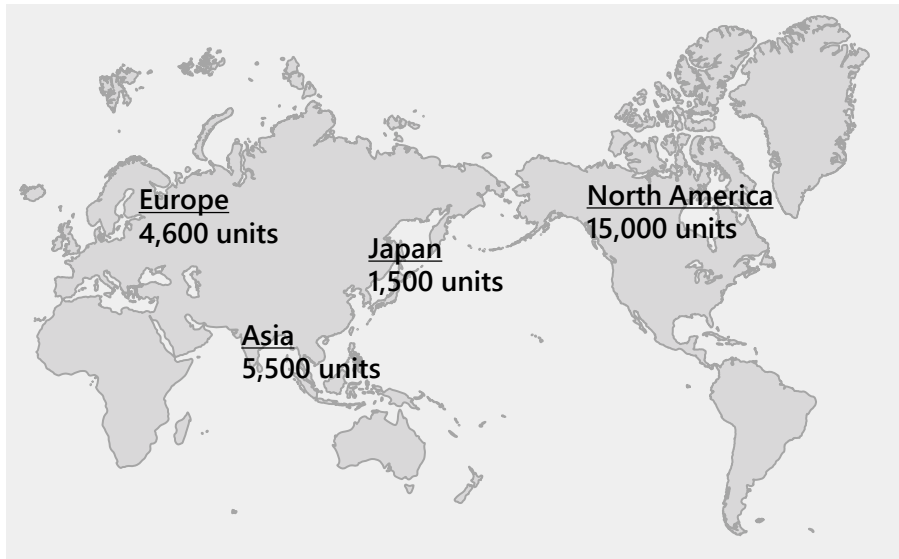 Europe
4,600 units
North America
15,000 units
Japan
1,500 units
Asia
5,500 units